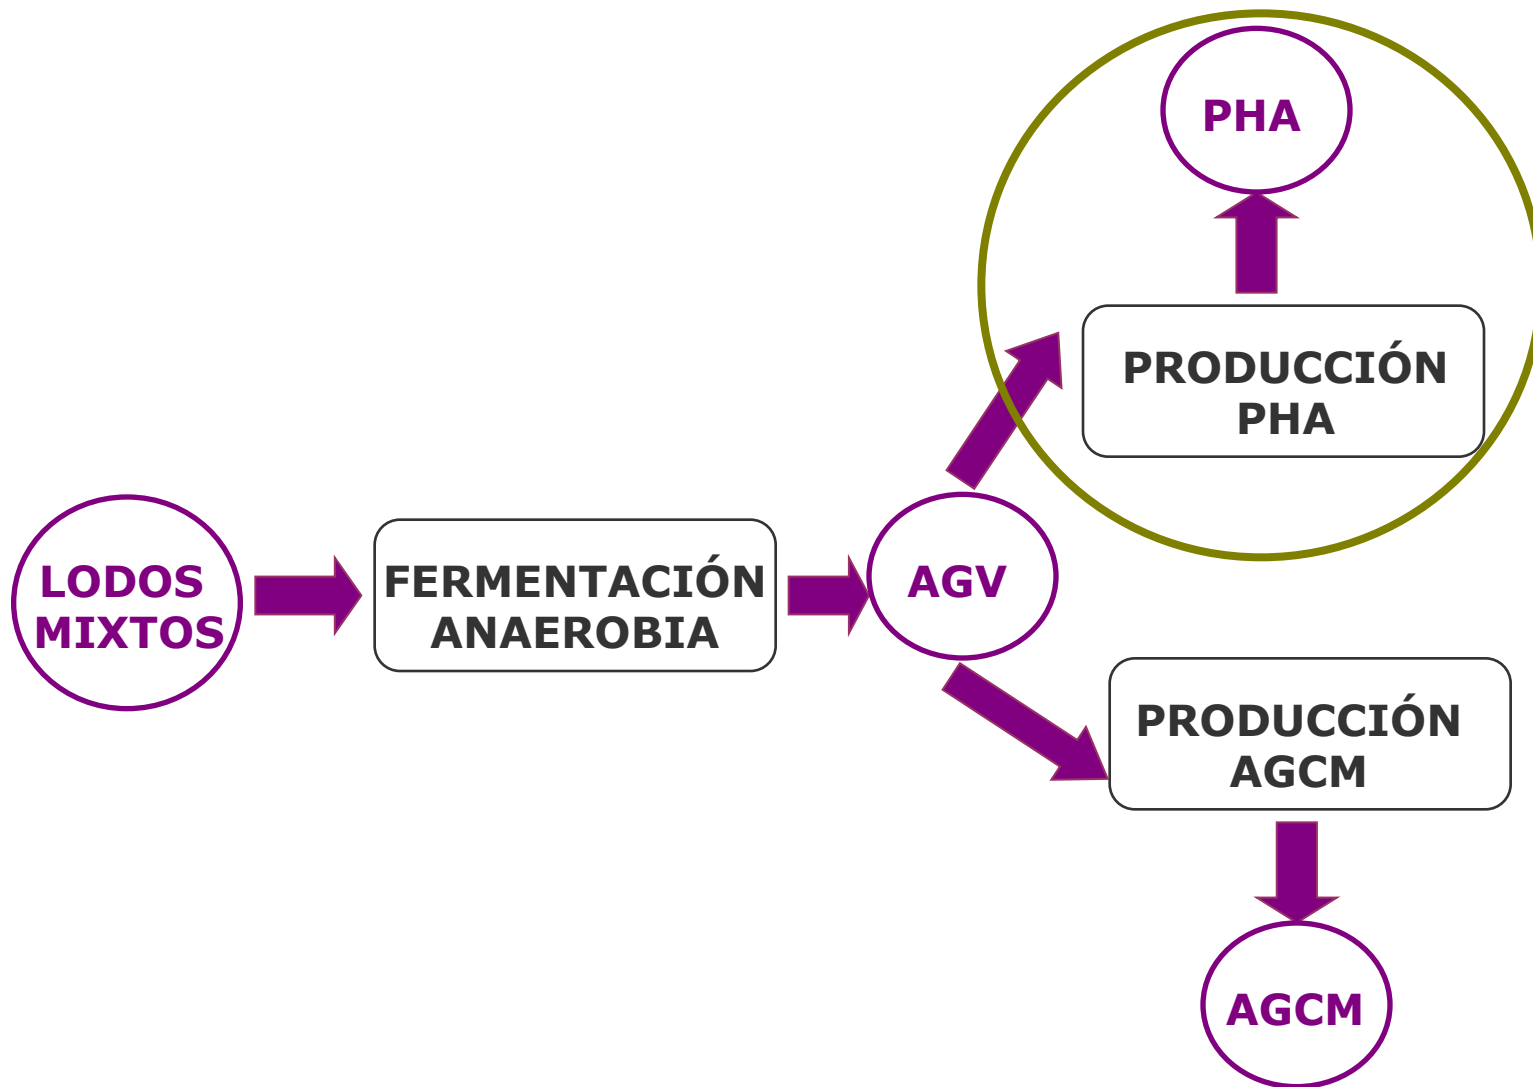 PHA
PRODUCCIÓN
PHA
LODOS
MIXTOS
FERMENTACIÓN
ANAEROBIA
AGV
PRODUCCIÓN
AGCM
AGCM